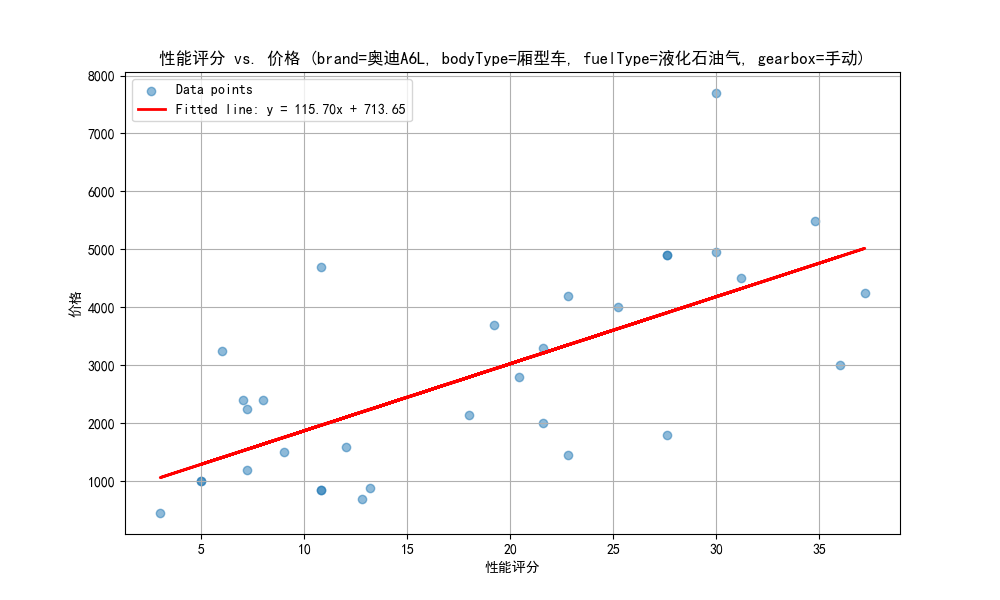 性能评分 vs. 价格 (brand=奥迪A6L, bodyType=厢型车, fuelType=液化石油气, gearbox=手动)
Data points
Fitted line: y = 115.70x + 713.65
价格
8000
7000
6000
5000
4000
3000
2000
1000
5 10 15 20 25 30 35
性能评分